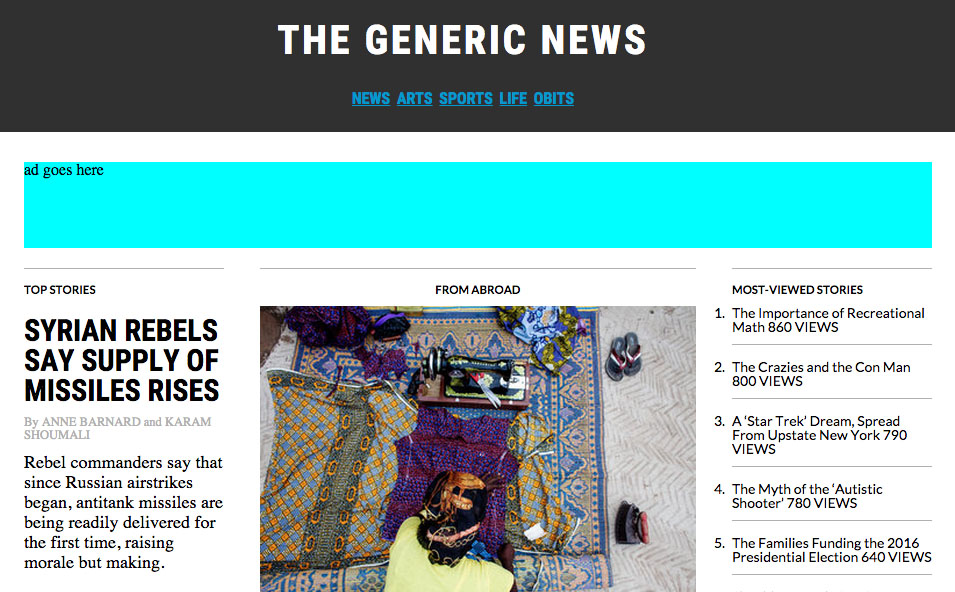 THE GENERIC NEWS
NEWS ARTS SPORTS LIFE OBITS
ad goes here
TOP STORIES
SYRIAN REBELS
SAY SUPPLY OF
MISSILES RISES
By ANNE BARNARD and KARAM
SHOUMALI
Rebel commanders say that
since Russian airstrikes
began, antitank missiles are
being readily delivered for
the first time, raising
morale but making.
FROM ABROAD
MOST-VIEWED STORIES
1. The Importance of Recreational
Math 860 VIEWS
2. The Crazies and the Con Man
800 VIEWS
3. A ‘Star Trek’ Dream, Spread
From Upstate New York 790
VIEWS
4. The Myth of the ‘Autistic
Shooter’ 780 VIEWS
5. The Families Funding the 2016
Presidential Election 640 VIEWS